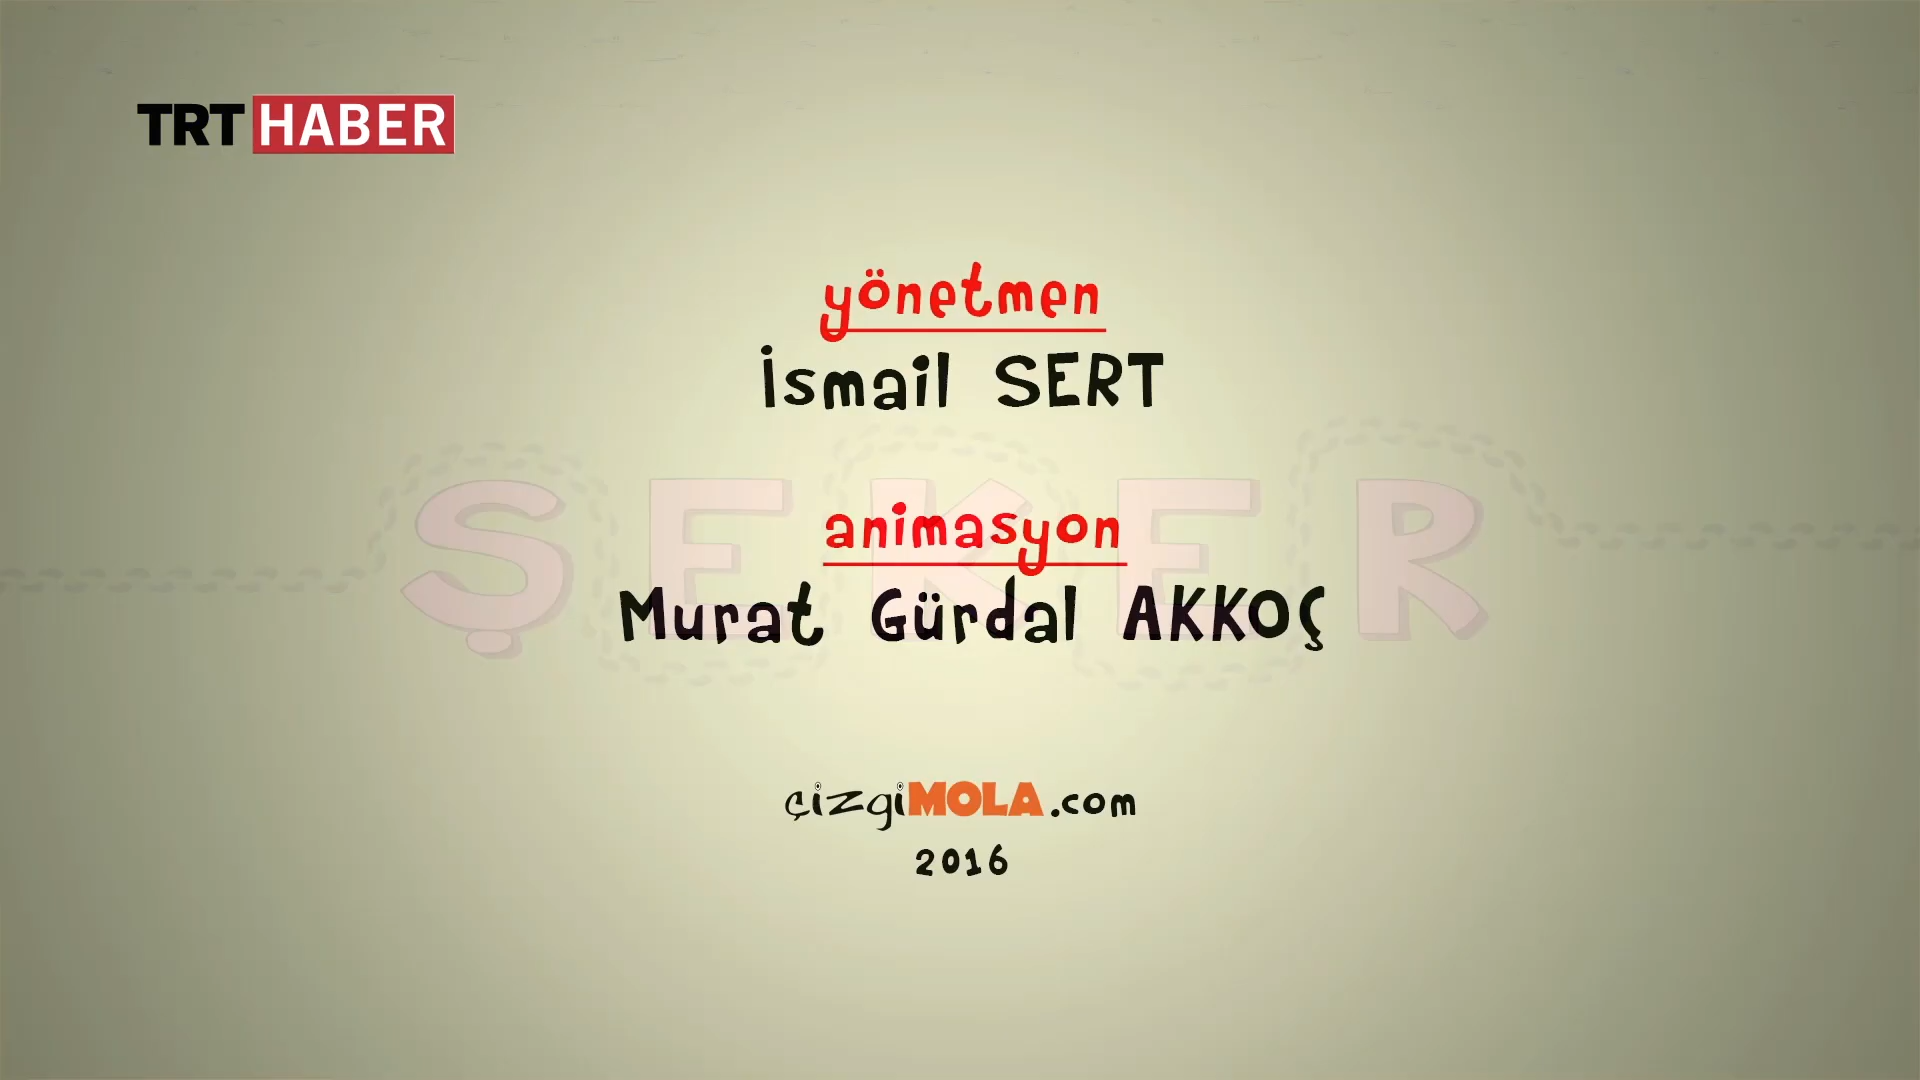 TRT HABER
yönetmen
İsmail SERT
ŞEKER
animasyon
Murat Gürdal AKKOÇ
çizgiMOLA.com
2016